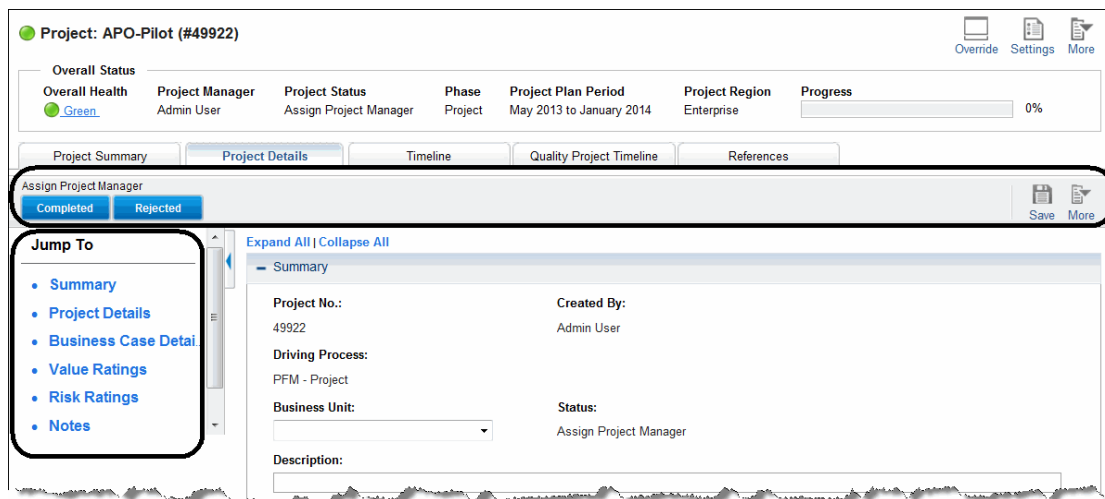 Project: APO-Pilot (#49922)
Override Settings More
Overall Status
Overall Health Project Manager Project Status Phase Project Plan Period Project Region Progress
Green Admin User Assign Project Manager Project May 2013 to January 2014 Enterprise 0%
Project Summary Project Details Timeline Quality Project Timeline References
Assign Project Manager
Completed Rejected
Save More
Jump To
Summary
Project Details
Business Case Detai..
Value Ratings
Risk Ratings
Notes
Expand All | Collapse All
Summary
Project No.: Created By:
49922 Admin User
Driving Process:
PFM - Project
Business Unit: Status:
Assign Project Manager
Description: